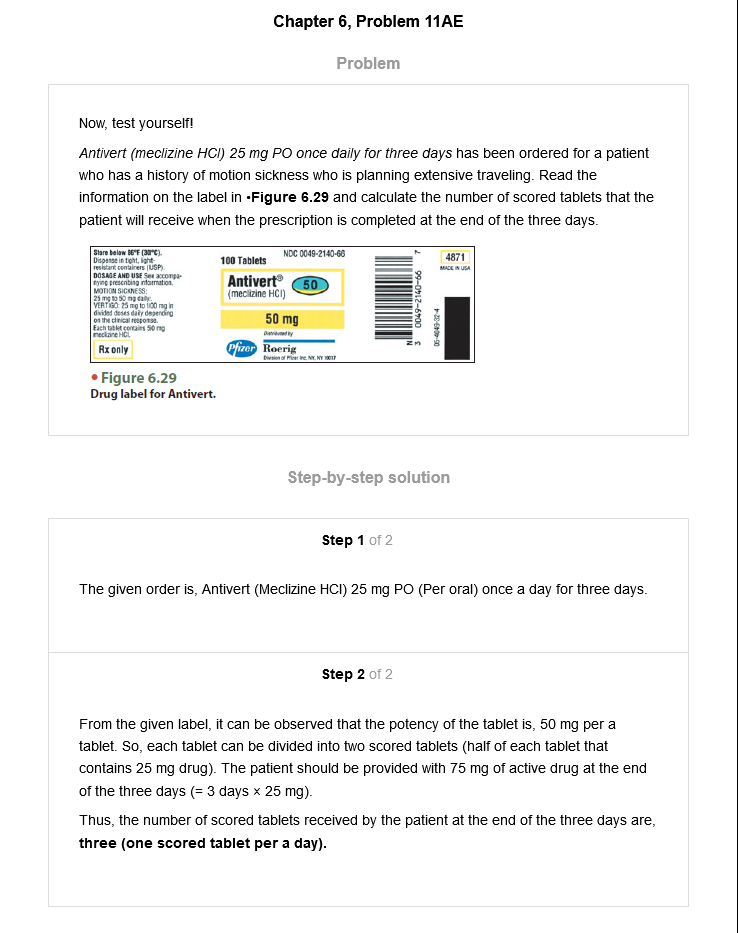 Chapter 6, Problem 11AE
Problem
Now, test yourself!
Antivert (meclizine HCl) 25 mg PO once daily for three days has been ordered for a patient
who has a history of motion sickness who is planning extensive traveling. Read the
information on the label in •Figure 6.29 and calculate the number of scored tablets that the
patient will receive when the prescription is completed at the end of the three days.
Store below 86°F (30°C).
Dispense in tight, light-
resistant containers (USP).
DOSAGE AND USE See accompa-
nying prescribing information.
MOTION SICKNESS:
25 mg to 50 mg daily.
VERTIGO: 25 mg to 100 mg in
divided doses daily depending
on the clinical response.
Each tablet contains 50 mg
meclizine HCl.
Rx only
100 Tablets
NDC 0049-2140-66
Antivert® 50
(meclizine HCl)
50 mg
Distributed by
Pfizer Roerig
Division of Pfizer Inc, NY, NY 10017
N 3 0049-2140-66 7
4871
MADE IN USA
• Figure 6.29
Drug label for Antivert.
Step-by-step solution
Step 1 of 2
The given order is, Antivert (Meclizine HCl) 25 mg PO (Per oral) once a day for three days.
Step 2 of 2
From the given label, it can be observed that the potency of the tablet is, 50 mg per a
tablet. So, each tablet can be divided into two scored tablets (half of each tablet that
contains 25 mg drug). The patient should be provided with 75 mg of active drug at the end
of the three days (= 3 days × 25 mg).
Thus, the number of scored tablets received by the patient at the end of the three days are,
three (one scored tablet per a day).